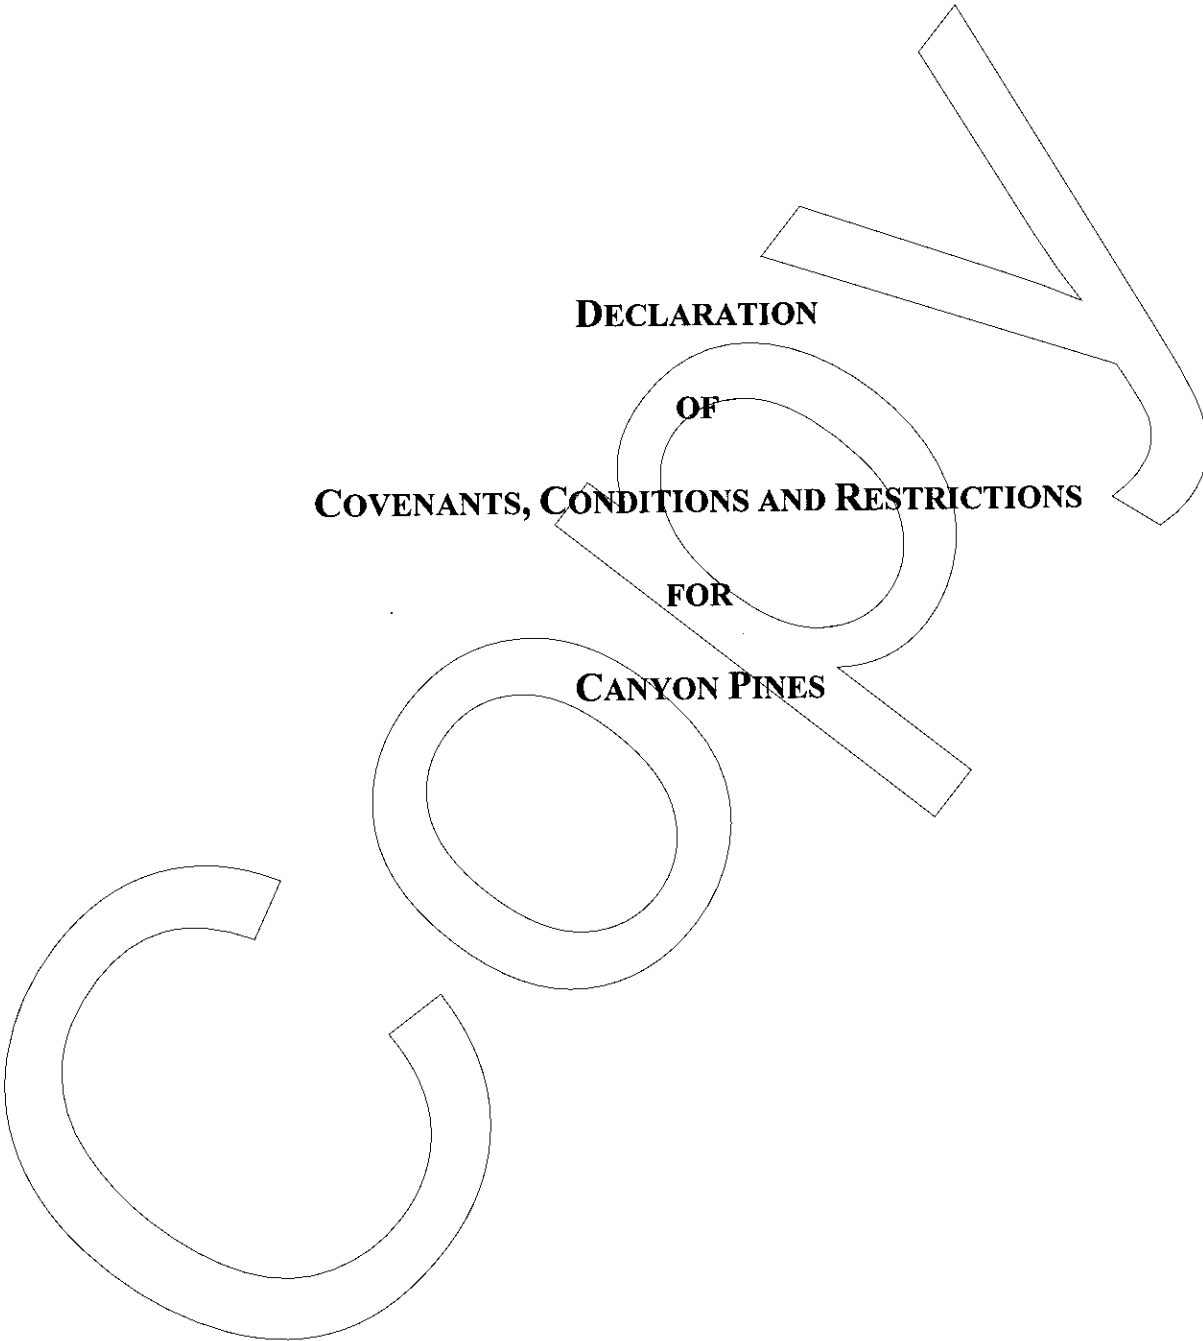 DECLARATION
OF
COVENANTS, CONDITIONS AND RESTRICTIONS
FOR
CANYON PINES
Copy